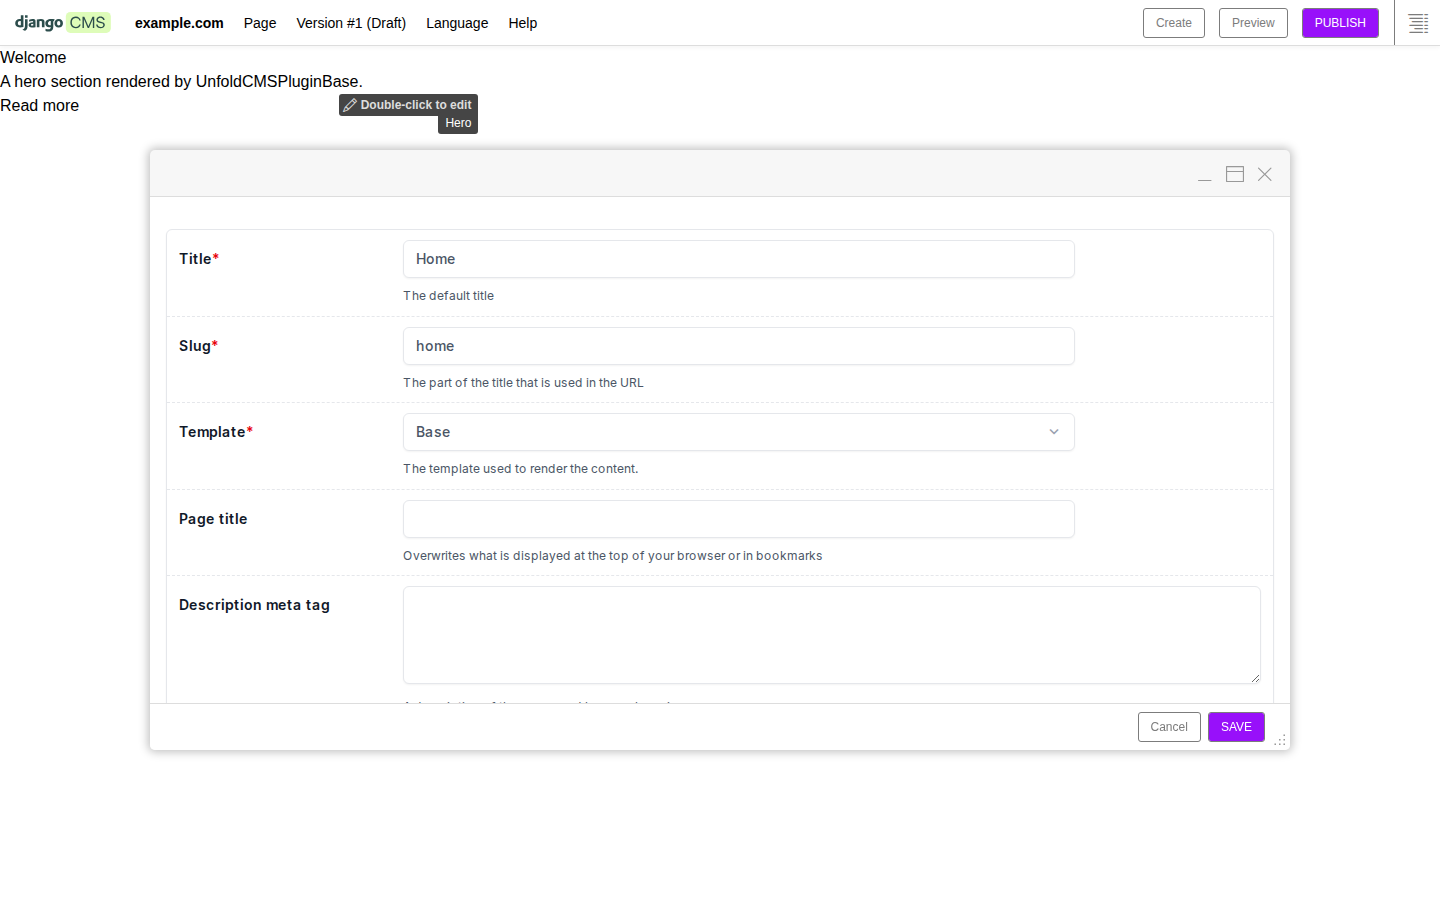 django CMS example.com Page Version #1 (Draft) Language Help Create Preview PUBLISH
Welcome
A hero section rendered by UnfoldCMSPluginBase.
Read more
Double-click to edit
Hero
Title* Home
The default title
Slug* home
The part of the title that is used in the URL
Template* Base
The template used to render the content.
Page title
Overwrites what is displayed at the top of your browser or in bookmarks
Description meta tag
Cancel SAVE